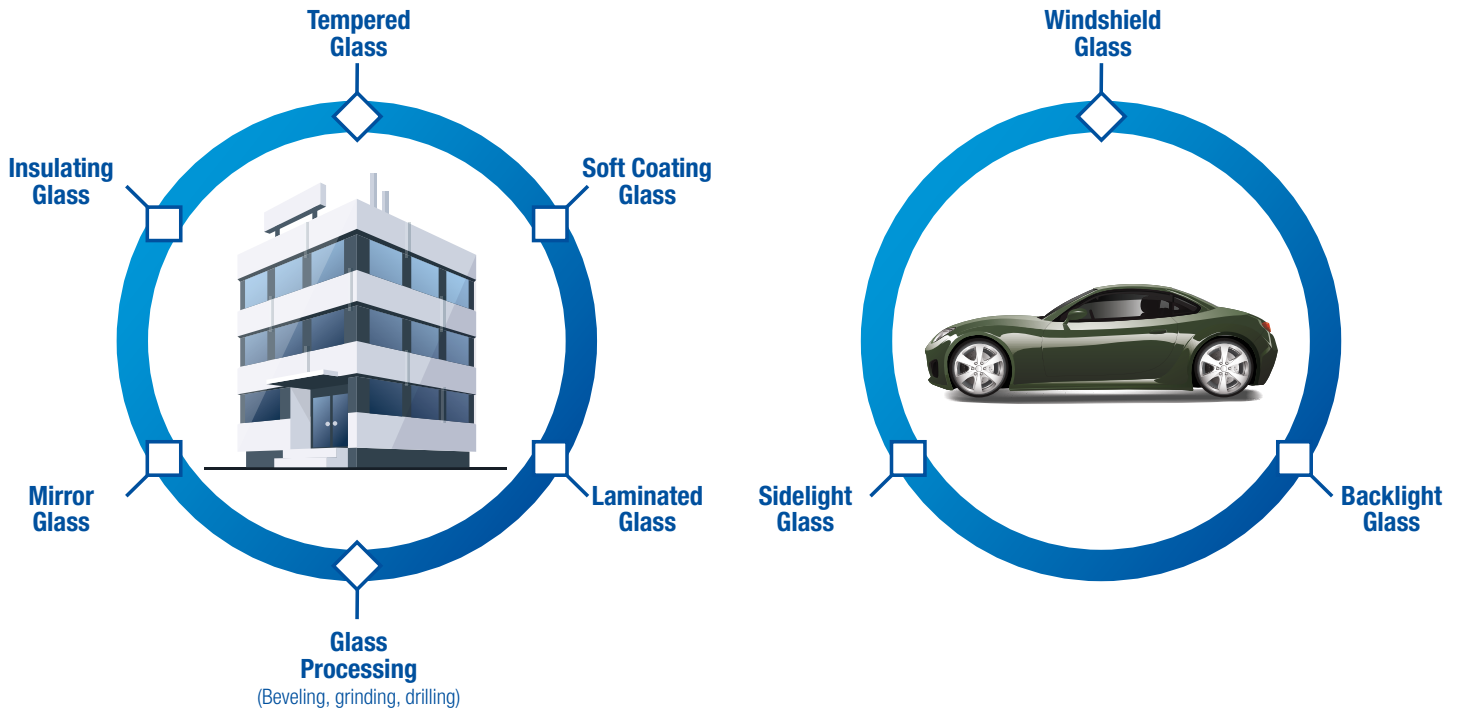 Tempered
Glass
Insulating
Glass
Soft Coating
Glass
Mirror
Glass
Laminated
Glass
Glass
Processing
(Beveling, grinding, drilling)
Windshield
Glass
Sidelight
Glass
Backlight
Glass